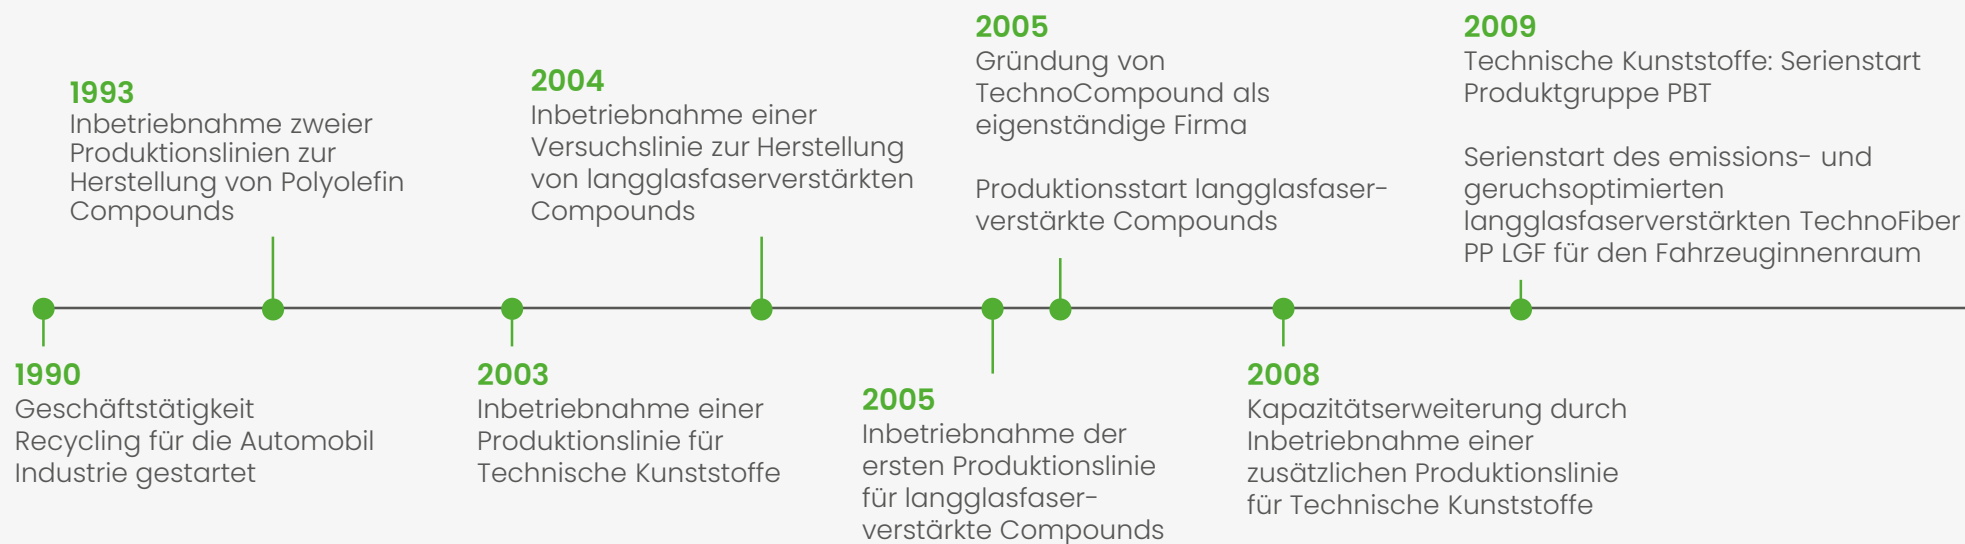 1990
Geschäftstätigkeit
Recycling für die Automobil
Industrie gestartet
1993
Inbetriebnahme zweier
Produktionslinien zur
Herstellung von Polyolefin
Compounds
2003
Inbetriebnahme einer
Produktionslinie für
Technische Kunststoffe
2004
Inbetriebnahme einer
Versuchslinie zur Herstellung
von langglasfaserverstärkten
Compounds
2005
Inbetriebnahme der
ersten Produktionslinie
für langglasfaser-
verstärkte Compounds
2005
Gründung von
TechnoCompound als
eigenständige Firma
Produktionsstart langglasfaser-
verstärkte Compounds
2008
Kapazitätserweiterung durch
Inbetriebnahme einer
zusätzlichen Produktionslinie
für Technische Kunststoffe
2009
Technische Kunststoffe: Serienstart
Produktgruppe PBT
Serienstart des emissions- und
geruchsoptimierten
langglasfaserverstärkten TechnoFiber
PP LGF für den Fahrzeuginnenraum